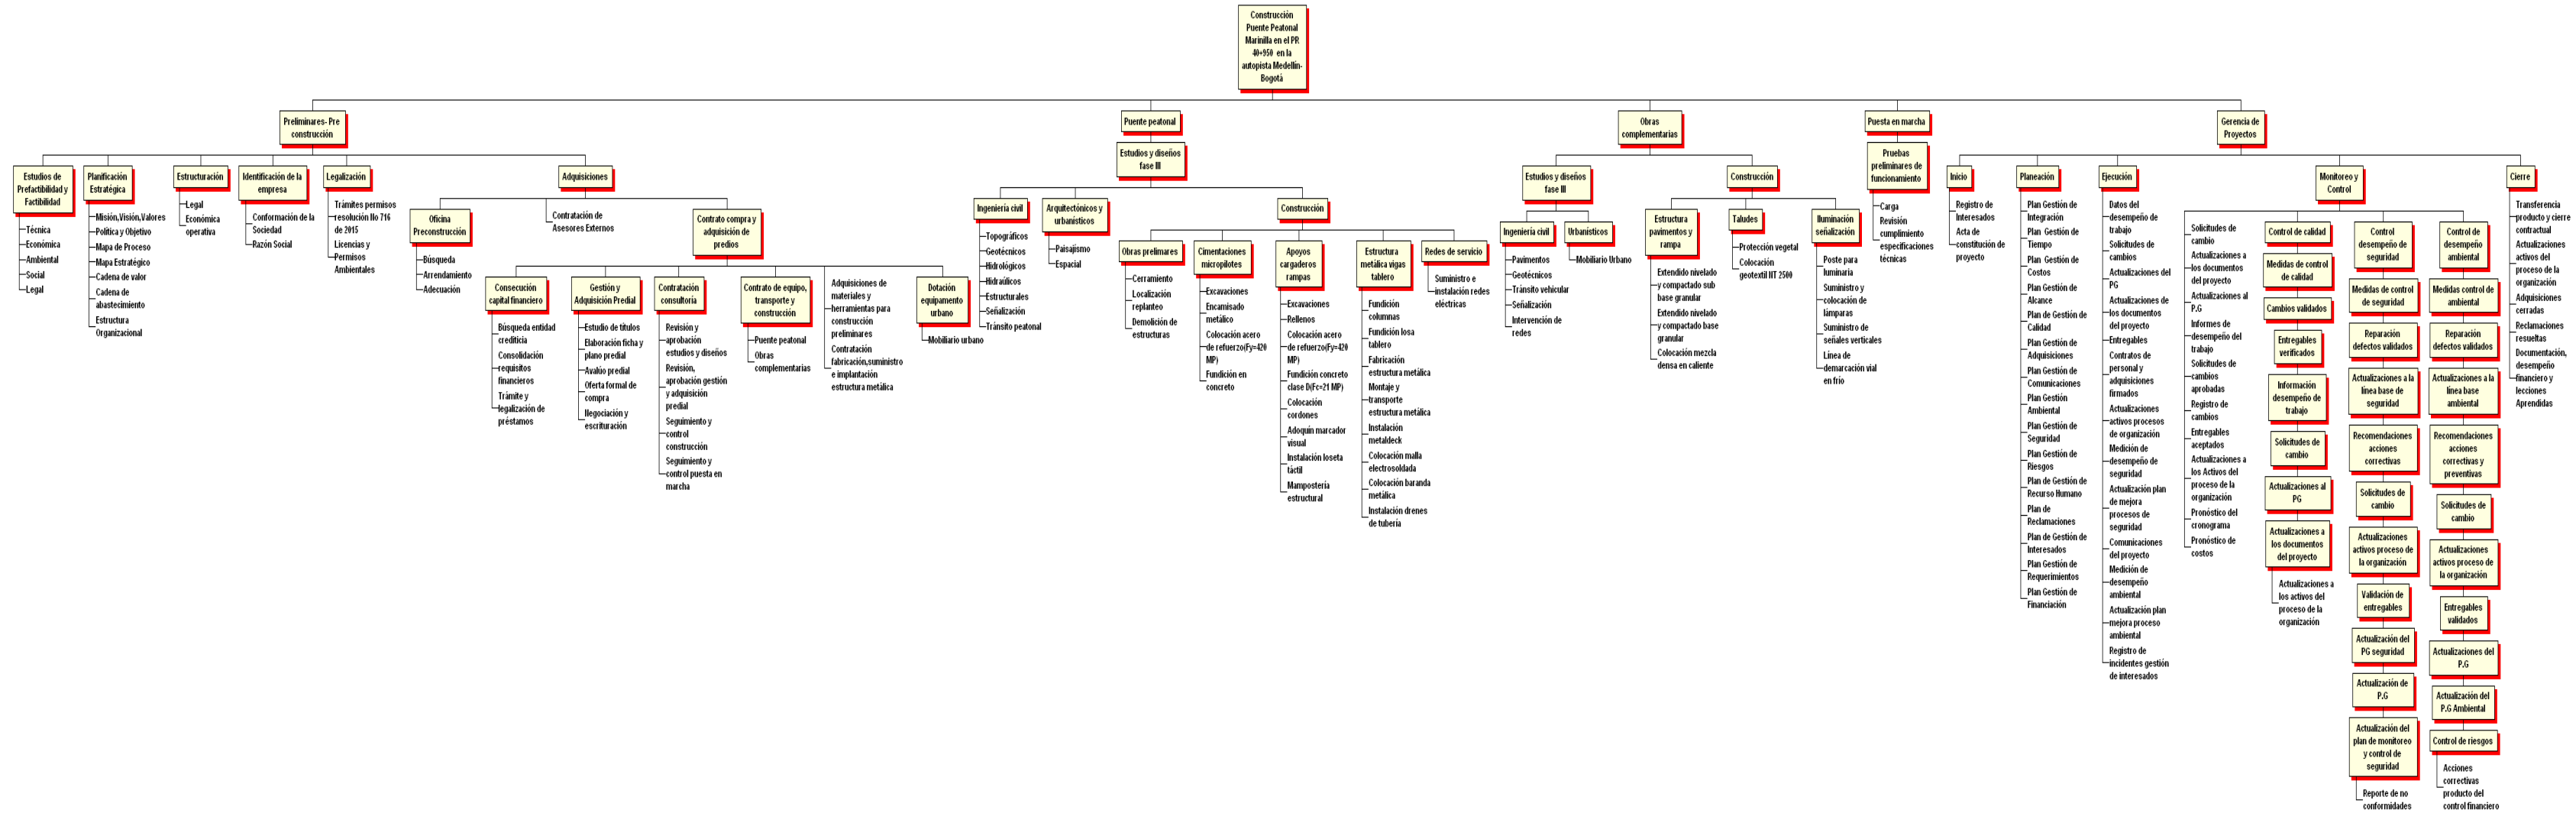 Construcción
Puente Peatonal
Marinilla en el PR
40+950 en la
autopista Medellín-
Bogotá
Preliminares- Pre
construcción
Puente peatonal
Obras
complementarias
Puesta en marcha
Gerencia de
Proyectos
Estudios de
Prefactibilidad y
Factibilidad
Técnica
Económica
Ambiental
Social
Legal
Planificación
Estratégica
Misión,Visión,Valores
Política y Objetivo
Mapa de Proceso
Mapa Estratégico
Cadena de valor
Cadena de
abastecimiento
Estructura
Organizacional
Estructuración
Legal
Económica
operativa
Identificación de la
empresa
Conformación de la
Sociedad
Razón Social
Legalización
Trámites permisos
resolución No 716
de 2015
Licencias y
Permisos
Ambientales
Adquisiciones
Oficina
Preconstrucción
Búsqueda
Arrendamiento
Adecuación
Contratación de
Asesores Externos
Contrato compra y
adquisición de
predios
Consecución
capital financiero
Búsqueda entidad
crediticia
Consolidación
requisitos
financieros
Trámite y
legalización de
préstamos
Gestión y
Adquisición Predial
Estudio de títulos
Elaboración ficha y
plano predial
Avalúo predial
Oferta formal de
compra
Negociación y
escrituración
Contratación
consultoría
Revisión y
aprobación
estudios y diseños
Revisión,
aprobación gestión
y adquisición
predial
Seguimiento y
control
construcción
Seguimiento y
control puesta en
marcha
Contrato de equipo,
transporte y
construcción
Puente peatonal
Obras
complementarias
Adquisiciones de
materiales y
herramientas para
construcción
preliminares
Contratación
fabricación,suministro
e implantación
estructura metálica
Dotación
equipamento
urbano
Mobiliario urbano
Estudios y diseños
fase III
Ingeniería civil
Topográficos
Geotécnicos
Hidrológicos
Hidraúlicos
Estructurales
Señalización
Tránsito peatonal
Arquitectónicos y
urbanísticos
Paisajismo
Espacial
Construcción
Obras prelimares
Cerramiento
Localización
replanteo
Demolición de
estructuras
Cimentaciones
micropilotes
Excavaciones
Encamisado
metálico
Colocación acero
de refuerzo(Fy=420
MP)
Fundición en
concreto
Apoyos
cargaderos
rampas
Excavaciones
Rellenos
Colocación acero
de refuerzo(Fy=420
MP)
Fundición concreto
clase D(Fc=21 MP)
Colocación
cordones
Adoquín marcador
visual
Instalación loseta
táctil
Mampostería
estructural
Estructura
metálica vigas
tablero
Fundición
columnas
Fundición losa
tablero
Fabricación
estructura metálica
Montaje y
transporte
estructura metálica
Instalación
metaldeck
Colocación malla
electrosoldada
Colocación baranda
metálica
Instalación drenes
de tubería
Redes de servicio
Suministro e
instalación redes
eléctricas
Estudios y diseños
fase III
Ingeniería civil
Pavimentos
Geotécnicos
Tránsito vehicular
Señalización
Intervención de
redes
Urbanísticos
Mobiliario Urbano
Construcción
Estructura
pavimentos y
rampa
Extendido nivelado
y compactado sub
base granular
Extendido nivelado
y compactado base
granular
Colocación mezcla
densa en caliente
Taludes
Protección vegetal
Colocación
geotextil NT 2500
Iluminación
señalización
Poste para
luminaria
Suministro y
colocación de
lámparas
Suministro de
señales verticales
Línea de
demarcación vial
en frío
Pruebas
preliminares de
funcionamiento
Carga
Revisión
cumplimiento
especificaciones
técnicas
Inicio
Registro de
Interesados
Acta de
constitución de
proyecto
Planeación
Plan Gestión de
Integración
Plan Gestión de
Tiempo
Plan Gestión de
Costos
Plan Gestión de
Alcance
Plan de Gestión de
Calidad
Plan Gestión de
Adquisiciones
Plan Gestión de
Comunicaciones
Plan Gestión
Ambiental
Plan Gestión de
Seguridad
Plan Gestión de
Riesgos
Plan de Gestión de
Recurso Humano
Plan de
Reclamaciones
Plan de Gestión de
Interesados
Plan Gestión de
Requerimientos
Plan Gestión de
Financiación
Ejecución
Datos del
desempeño de
trabajo
Solicitudes de
cambios
Actualizaciones del
PG
Actualizaciones de
los documentos
del proyecto
Entregables
Contratos de
personal y
adquisiciones
firmados
Actualizaciones
activos procesos
de organización
Medición de
desempeño de
seguridad
Actualización plan
de mejora
procesos de
seguridad
Comunicaciones
del proyecto
Medición de
desempeño
ambiental
Actualización plan
mejora proceso
ambiental
Registro de
incidentes gestión
de interesados
Monitoreo y
Control
Solicitudes de
cambio
Actualizaciones a
los documentos
del proyecto
Actualizaciones al
P.G
Informes de
desempeño del
trabajo
Solicitudes de
cambios
aprobadas
Registro de
cambios
Entregables
aceptados
Actualizaciones a
los Activos del
proceso de la
organización
Pronóstico del
cronograma
Pronóstico de
costos
Control de calidad
Medidas de control
de calidad
Cambios validados
Entregables
verificados
Información
desempeño de
trabajo
Solicitudes de
cambio
Actualizaciones al
PG
Actualizaciones a
los documentos
del proyecto
Actualizaciones a
los activos del
proceso de la
organización
Control
desempeño de
seguridad
Medidas de control
de seguridad
Reparación
defectos validados
Actualizaciones a la
línea base de
seguridad
Recomendaciones
acciones
correctivas
Solicitudes de
cambio
Actualizaciones
activos proceso de
la organización
Validación de
entregables
Actualización del
PG seguridad
Actualización de
P.G
Actualización del
plan de monitoreo
y control de
seguridad
Reporte de no
conformidades
Control de
desempeño
ambiental
Medidas control de
ambiental
Reparación
defectos validados
Actualizaciones a la
línea base
ambiental
Recomendaciones
acciones
correctivas y
preventivas
Solicitudes de
cambio
Actualizaciones
activos proceso de
la organización
Entregables
validados
Actualizaciones del
P.G
Actualización del
P.G Ambiental
Control de riesgos
Acciones
correctivas
producto del
control financiero
Cierre
Transferencia
producto y cierre
contractual
Actualizaciones
activos del
proceso de la
organización
Adquisiciones
cerradas
Reclamaciones
resueltas
Documentación,
desempeño
financiero y
lecciones
Aprendidas